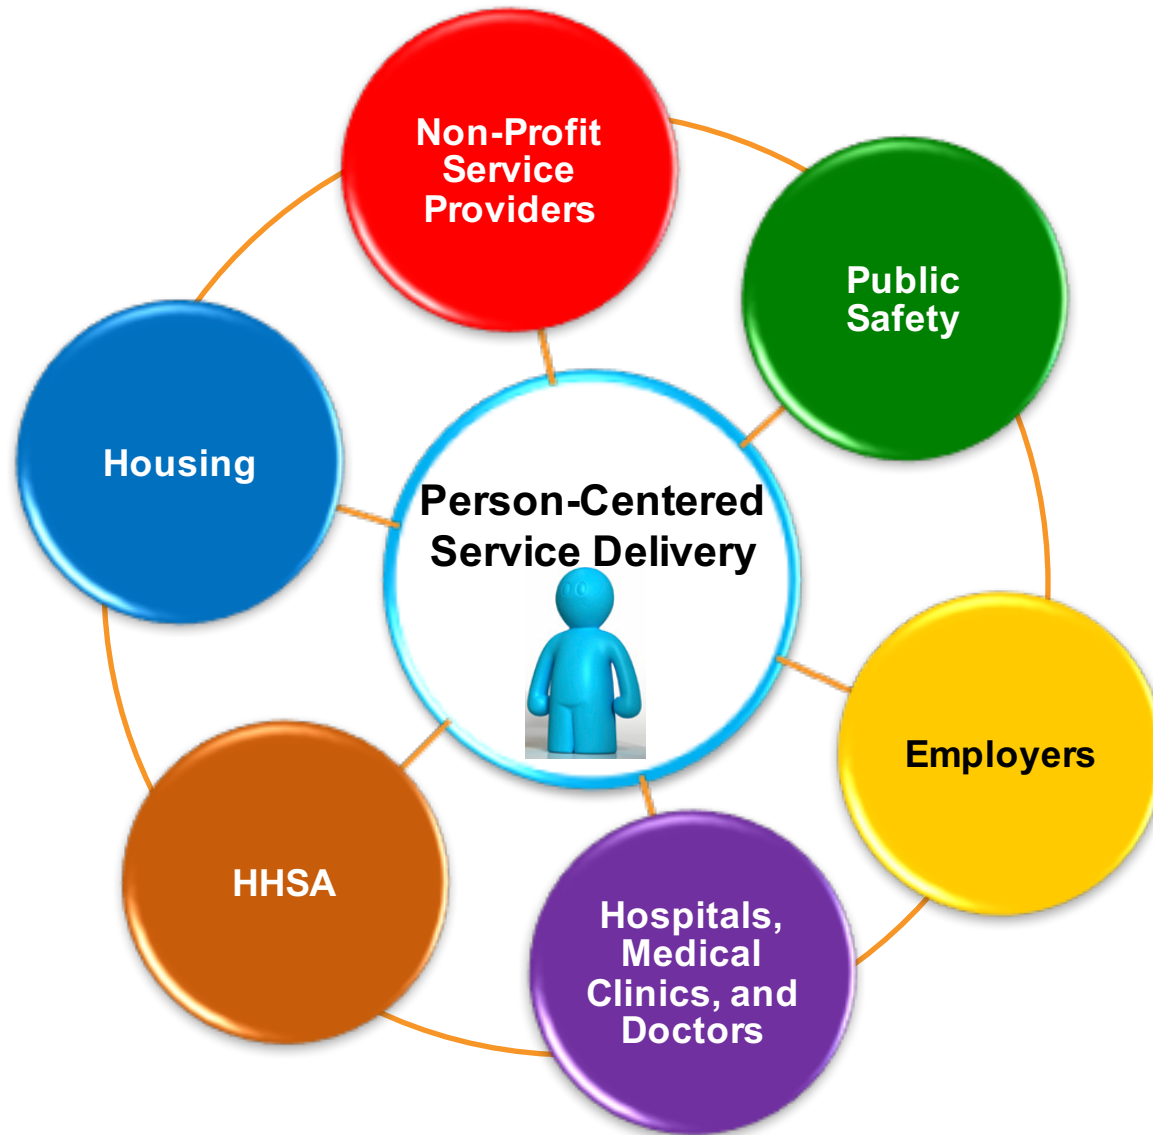 Non-Profit
Service
Providers
Public
Safety
Housing
Person-Centered
Service Delivery
Employers
HHSA
Hospitals,
Medical
Clinics, and
Doctors